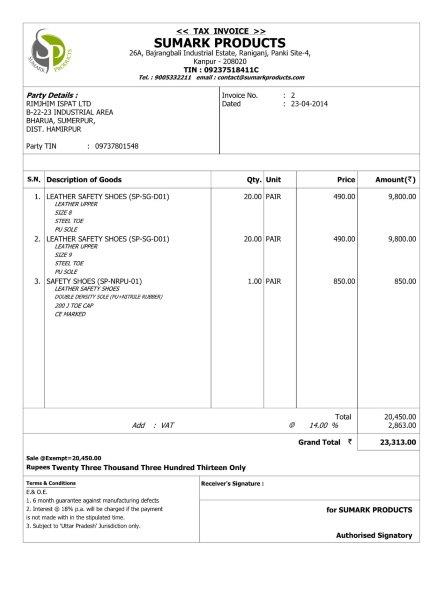 << TAX INVOICE >>
SUMARK PRODUCTS
26A, Bajrangbali Industrial Estate, Raniganj, Panki Site-4,
Kanpur - 208020
TIN : 09237518411C
Tel. : 9005332211 email : contact@sumarkproducts.com
SUMARK PRODUCTS
Party Details :
RIMJHIM ISPAT LTD
B-22-23 INDUSTRIAL AREA
BHARUA, SUMERPUR,
DIST. HAMIRPUR
Party TIN : 09737801548
Invoice No. : 2
Dated : 23-04-2014
S.N. Description of Goods Qty. Unit Price Amount(₹)
1. LEATHER SAFETY SHOES (SP-SG-D01) 20.00 PAIR 490.00 9,800.00
LEATHER UPPER
SIZE 8
STEEL TOE
PU SOLE
2. LEATHER SAFETY SHOES (SP-SG-D01) 20.00 PAIR 490.00 9,800.00
LEATHER UPPER
SIZE 9
STEEL TOE
PU SOLE
3. SAFETY SHOES (SP-NRPU-01) 1.00 PAIR 850.00 850.00
LEATHER SAFETY SHOES
DOUBLE DENSITY SOLE (PU+NITRILE RUBBER)
200 J TOE CAP
CE MARKED
Total 20,450.00
Add : VAT @ 14.00 % 2,863.00
Grand Total ₹ 23,313.00
Sale @Exempt=20,450.00
Rupees Twenty Three Thousand Three Hundred Thirteen Only
Terms & Conditions
E.& O.E.
1. 6 month guarantee against manufacturing defects
2. Interest @ 18% p.a. will be charged if the payment
is not made with in the stipulated time.
3. Subject to 'Uttar Pradesh' Jurisdiction only.
Receiver's Signature :
for SUMARK PRODUCTS
Authorised Signatory